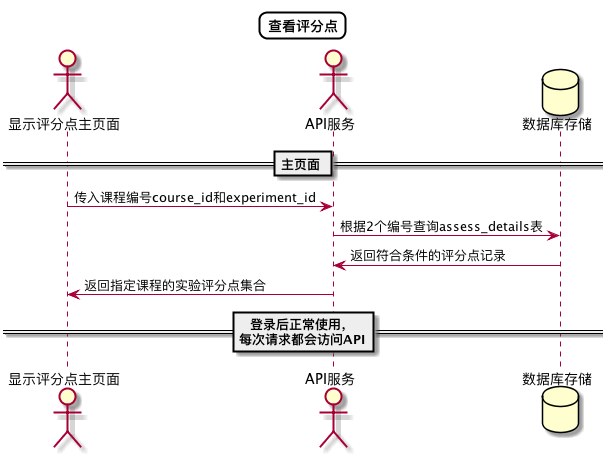 查看评分点
显示评分点主页面
API服务
数据库存储
主页面
传入课程编号course_id和experiment_id
根据2个编号查询assess_details表
返回符合条件的评分点记录
返回指定课程的实验评分点集合
登录后正常使用，
每次请求都会访问API
显示评分点主页面
API服务
数据库存储